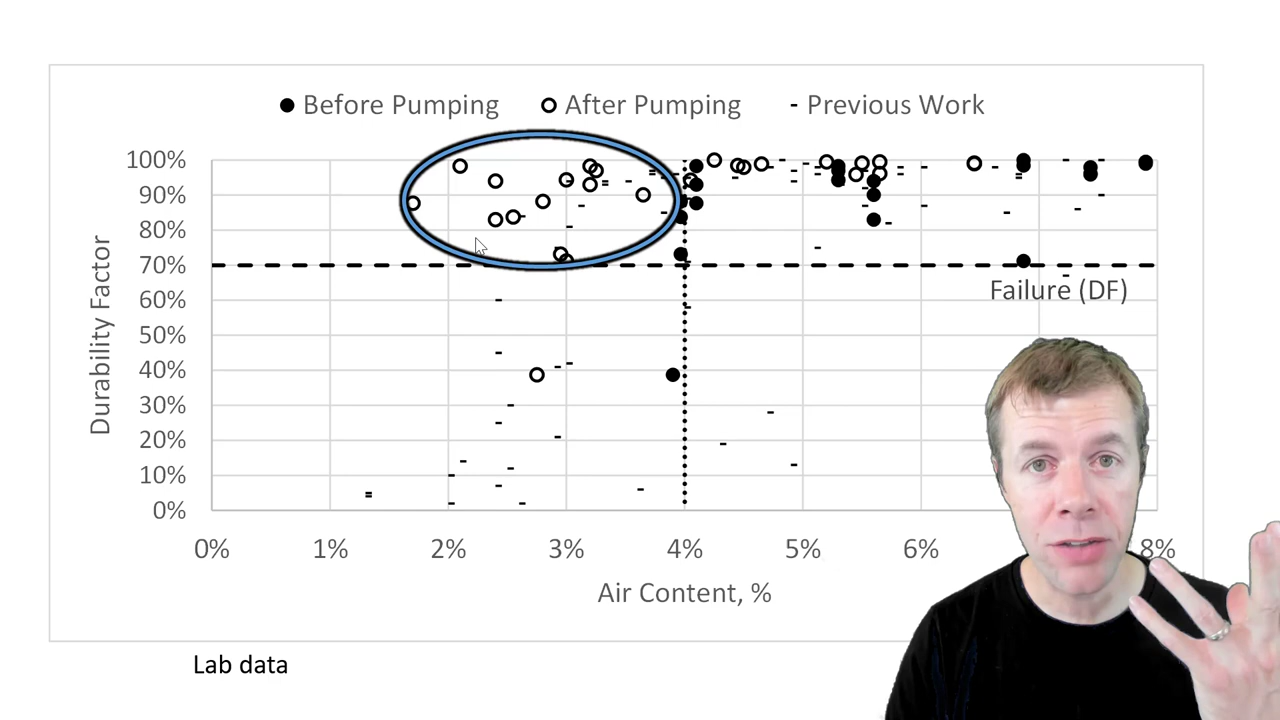 Before Pumping After Pumping Previous Work
100%
90%
80%
70%
60%
50%
40%
30%
20%
10%
0%
Durability Factor
Failure (DF)
0% 1% 2% 3% 4% 5% 6% 8%
Air Content, %
Lab data